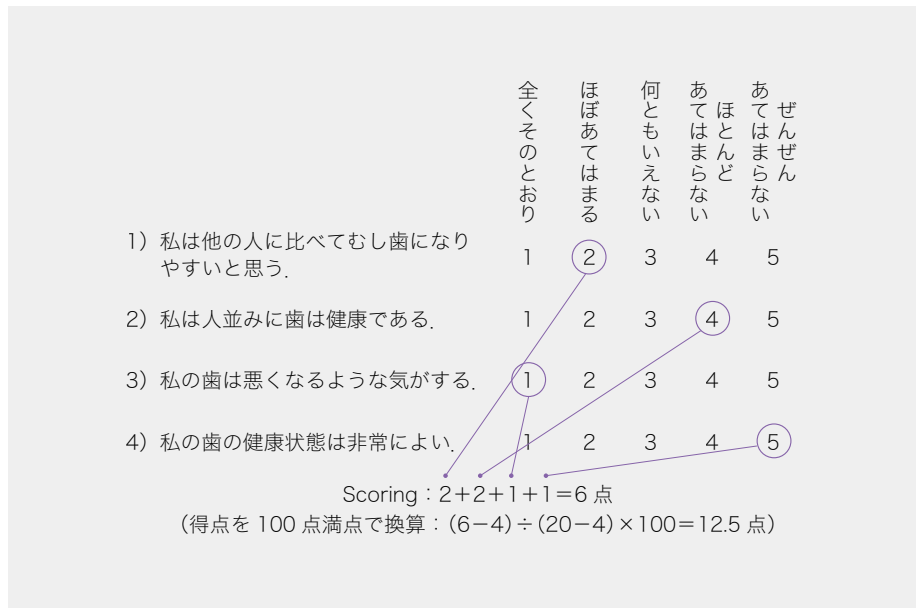 全くそのとおり
ほぼあてはまる
何ともいえない
ほとんど
あてはまらない
ぜんぜん
あてはまらない
1）私は他の人に比べてむし歯になり
やすいと思う．
1 2 3 4 5
2）私は人並みに歯は健康である． 1 2 3 4 5
3）私の歯は悪くなるような気がする． 1 2 3 4 5
4）私の歯の健康状態は非常によい． 1 2 3 4 5
Scoring：2＋2＋1＋1＝6 点
（得点を 100 点満点で換算：（6－4）÷（20－4）×100＝12.5 点）